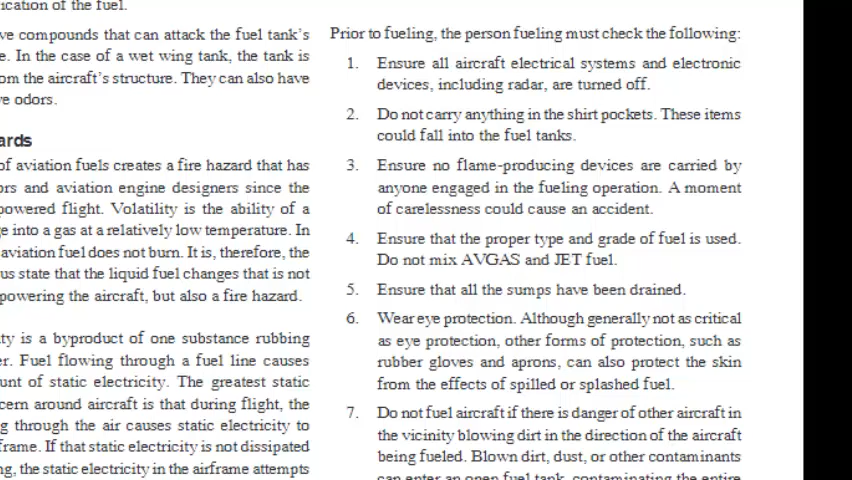 ication of the fuel.
ve compounds that can attack the fuel tank's
e. In the case of a wet wing tank, the tank is
om the aircraft's structure. They can also have
ve odors.
ards
of aviation fuels creates a fire hazard that has
ors and aviation engine designers since the
powered flight. Volatility is the ability of a
ge into a gas at a relatively low temperature. In
aviation fuel does not burn. It is, therefore, the
us state that the liquid fuel changes that is not
powering the aircraft, but also a fire hazard.
ty is a byproduct of one substance rubbing
er. Fuel flowing through a fuel line causes
unt of static electricity. The greatest static
cern around aircraft is that during flight, the
g through the air causes static electricity to
frame. If that static electricity is not dissipated
ng, the static electricity in the airframe attempts
Prior to fueling, the person fueling must check the following:
1. Ensure all aircraft electrical systems and electronic
devices, including radar, are turned off.
2. Do not carry anything in the shirt pockets. These items
could fall into the fuel tanks.
3. Ensure no flame-producing devices are carried by
anyone engaged in the fueling operation. A moment
of carelessness could cause an accident.
4. Ensure that the proper type and grade of fuel is used.
Do not mix AVGAS and JET fuel.
5. Ensure that all the sumps have been drained.
6. Wear eye protection. Although generally not as critical
as eye protection, other forms of protection, such as
rubber gloves and aprons, can also protect the skin
from the effects of spilled or splashed fuel.
7. Do not fuel aircraft if there is danger of other aircraft in
the vicinity blowing dirt in the direction of the aircraft
being fueled. Blown dirt, dust, or other contaminants
can enter an open fuel tank, contaminating the entire